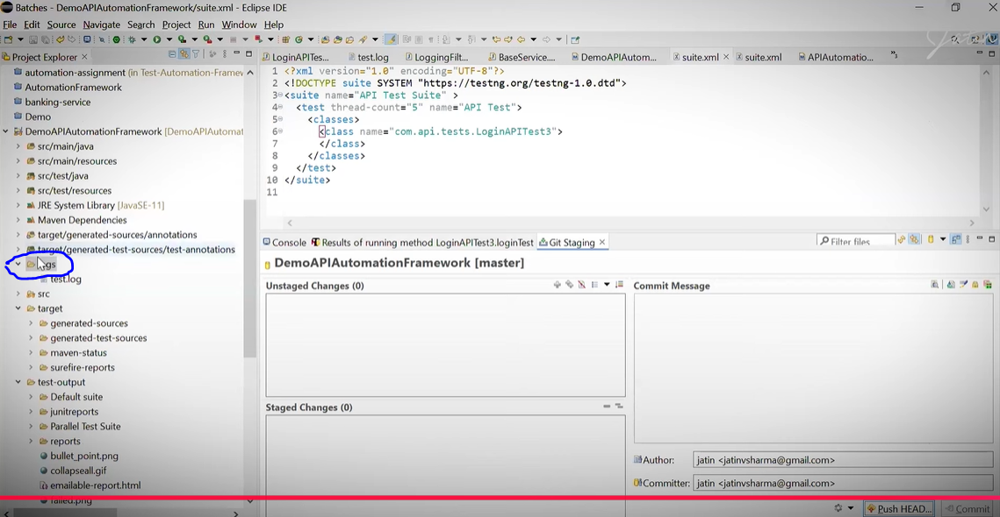 Batches - DemoAPIAutomationFramework/suite.xml - Eclipse IDE
File Edit Source Navigate Search Project Run Window Help
Project Explorer
LoginAPITes...
test.log
LoggingFilt...
BaseService....
DemoAPIAutom...
suite.xml
suite.xml
APIAutomatio...
automation-assignment (in Test-Automation-Framew
AutomationFramework
banking-service
Demo
DemoAPIAutomationFramework [DemoAPIAutomat
src/main/java
src/main/resources
src/test/java
src/test/resources
JRE System Library [JavaSE-11]
Maven Dependencies
target/generated-sources/annotations
target/generated-test-sources/test-annotations
test.log
src
target
generated-sources
generated-test-sources
maven-status
surefire-reports
test-output
Default suite
junitreports
Parallel Test Suite
reports
bullet_point.png
collapseall.gif
emailable-report.html
failed.png
1 <?xml version="1.0" encoding="UTF-8"?>
2 <!DOCTYPE suite SYSTEM "https://testng.org/testng-1.0.dtd">
3 <suite name="API Test Suite" >
4 <test thread-count="5" name="API Test">
5 <classes>
6 <class name="com.api.tests.LoginAPITest3">
7 </class>
8 </classes>
9 </test>
10 </suite>
11
Console
Results of running method LoginAPITest3.loginTest
Git Staging
Filter files
DemoAPIAutomationFramework [master]
Unstaged Changes (0)
Staged Changes (0)
Commit Message
Author: jatin <jatinvsharma@gmail.com>
Committer: jatin <jatinvsharma@gmail.com>
Push HEAD...
Commit